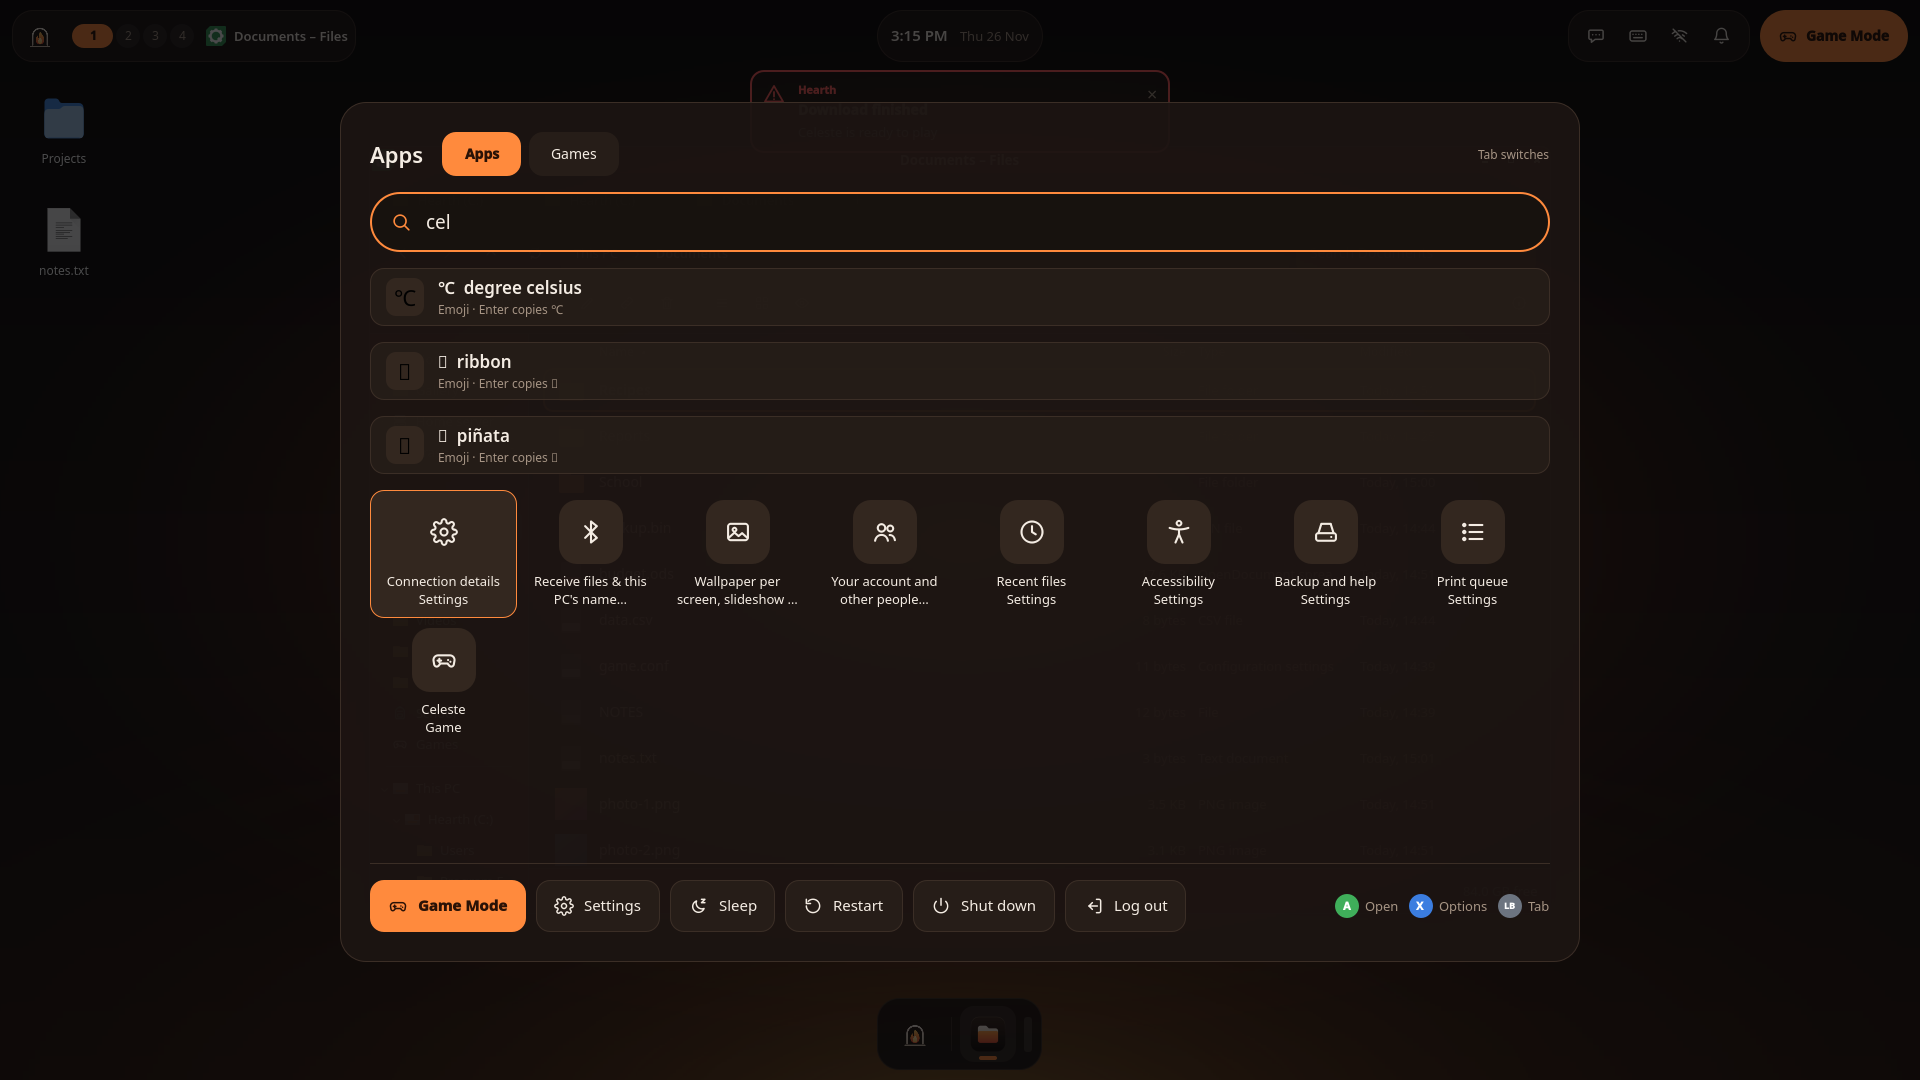 1 2 3 4 Documents – Files
3:15 PM Thu 26 Nov
Game Mode
Hearth
Download finished
Documents – Files
Projects
notes.txt
Apps Apps Games
Tab switches
cel
℃ degree celsius
Emoji · Enter copies ℃
ribbon
Emoji · Enter copies
piñata
Emoji · Enter copies
Connection details
Settings
Receive files & this
PC's name...
Wallpaper per
screen, slideshow ...
Your account and
other people...
Recent files
Settings
Accessibility
Settings
Backup and help
Settings
Print queue
Settings
Celeste
Game
Game Mode
Settings
Sleep
Restart
Shut down
Log out
A Open X Options LB Tab